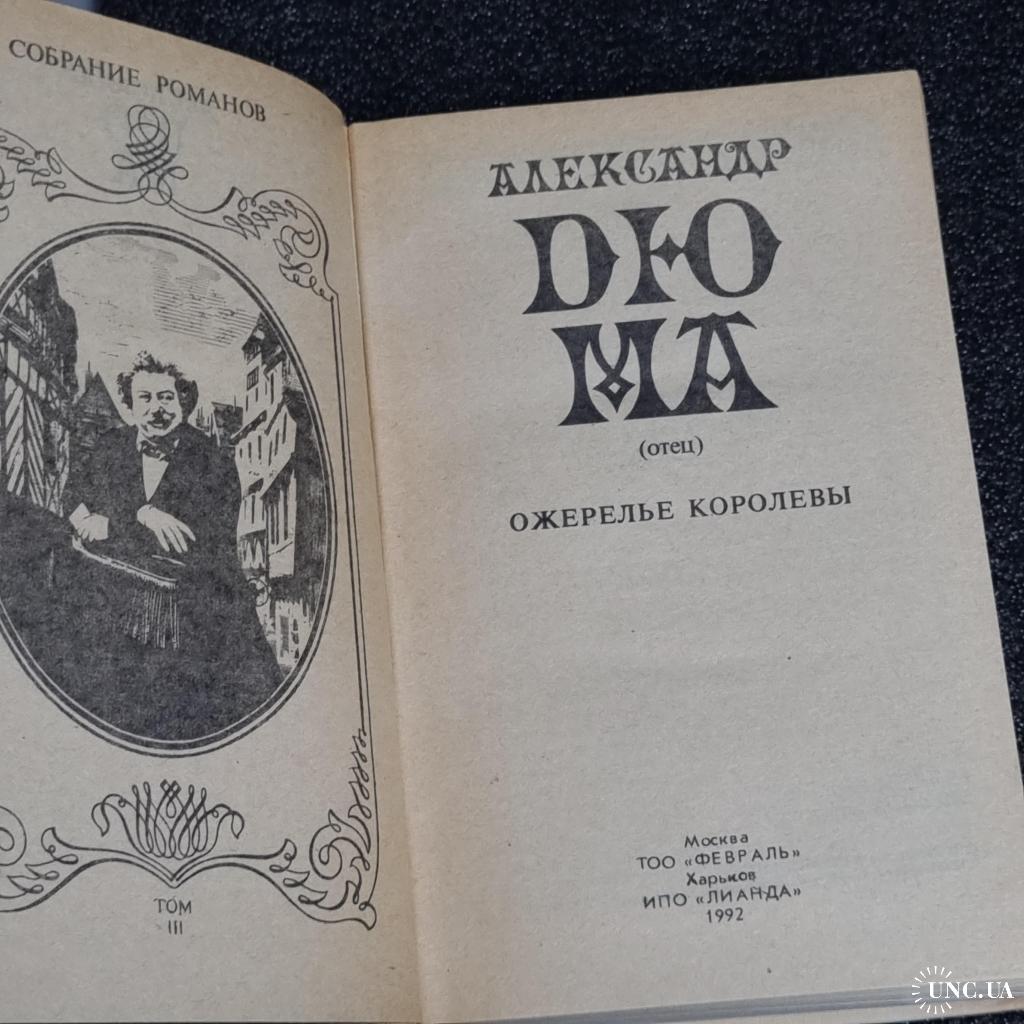 СОБРАНИЕ РОМАНОВ
ТОМ
III
АЛЕКСАНДР
ДЮ
МА
(отец)
ОЖЕРЕЛЬЕ КОРОЛЕВЫ
Москва
ТОО «ФЕВРАЛЬ»
Харьков
ИПО «ЛИАНДА»
1992
UNC.UA